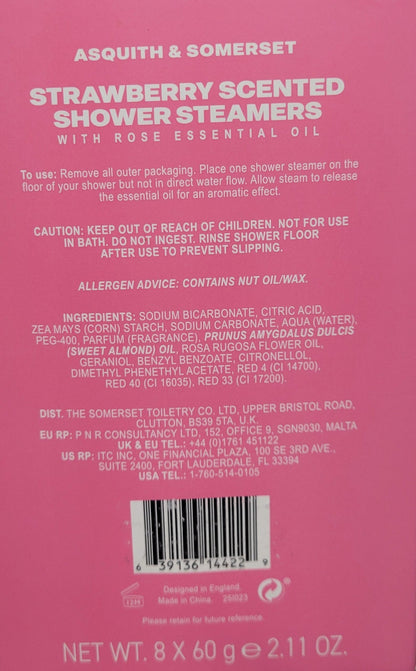 ASQUITH & SOMERSET
STRAWBERRY SCENTED
SHOWER STEAMERS
WITH ROSE ESSENTIAL OIL
To use: Remove all outer packaging. Place one shower steamer on the
floor of your shower but not in direct water flow. Allow steam to release
the essential oil for an aromatic effect.
CAUTION: KEEP OUT OF REACH OF CHILDREN. NOT FOR USE
IN BATH. DO NOT INGEST. RINSE SHOWER FLOOR
AFTER USE TO PREVENT SLIPPING.
ALLERGEN ADVICE: CONTAINS NUT OIL/WAX.
INGREDIENTS: SODIUM BICARBONATE, CITRIC ACID,
ZEA MAYS (CORN) STARCH, SODIUM CARBONATE, AQUA (WATER),
PEG-400, PARFUM (FRAGRANCE), PRUNUS AMYGDALUS DULCIS
(SWEET ALMOND) OIL, ROSA RUGOSA FLOWER OIL,
GERANIOL, BENZYL BENZOATE, CITRONELLOL,
DIMETHYL PHENETHYL ACETATE, RED 4 (CI 14700),
RED 40 (CI 16035), RED 33 (CI 17200).
DIST. THE SOMERSET TOILETRY CO. LTD, UPPER BRISTOL ROAD,
CLUTTON, BS39 5TA, U.K.
EU RP: P N R CONSULTANCY LTD, 152, OFFICE 9, SGN9030, MALTA
UK & EU TEL.: +44 (0)1761 451122
US RP: ITC INC, ONE FINANCIAL PLAZA, 100 SE 3RD AVE.,
SUITE 2400, FORT LAUDERDALE, FL 33394
USA TEL.: 1-760-514-0105
6 39136 14422 9
12M
Designed in England.
Made in China. 25I023
Please retain for future reference.
NET WT. 8 X 60 g e 2.11 OZ.